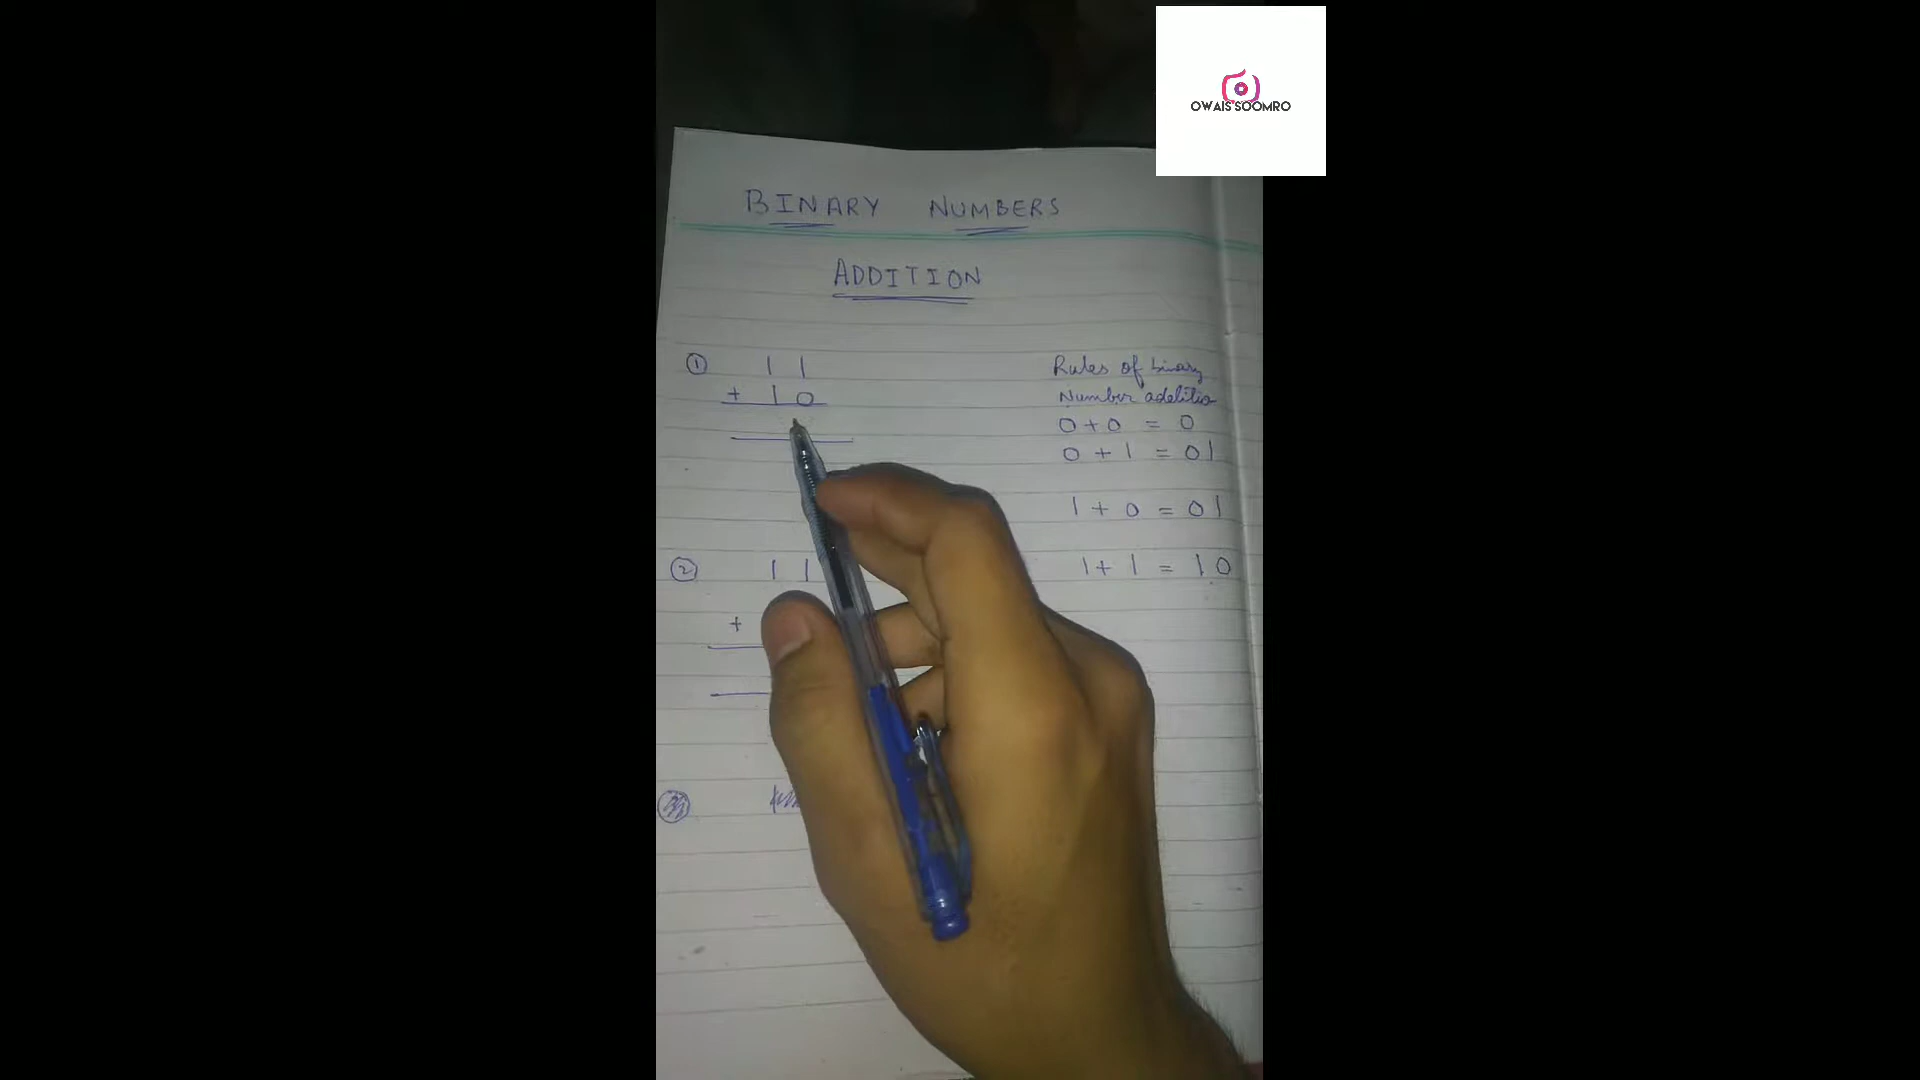 OWAIS SOOMRO
BINARY NUMBERS
ADDITION
① 1 1
+ 1 0
Rules of binary
Number addition
0 + 0 = 0
0 + 1 = 01
1 + 0 = 01
1 + 1 = 10
② 1 1
+